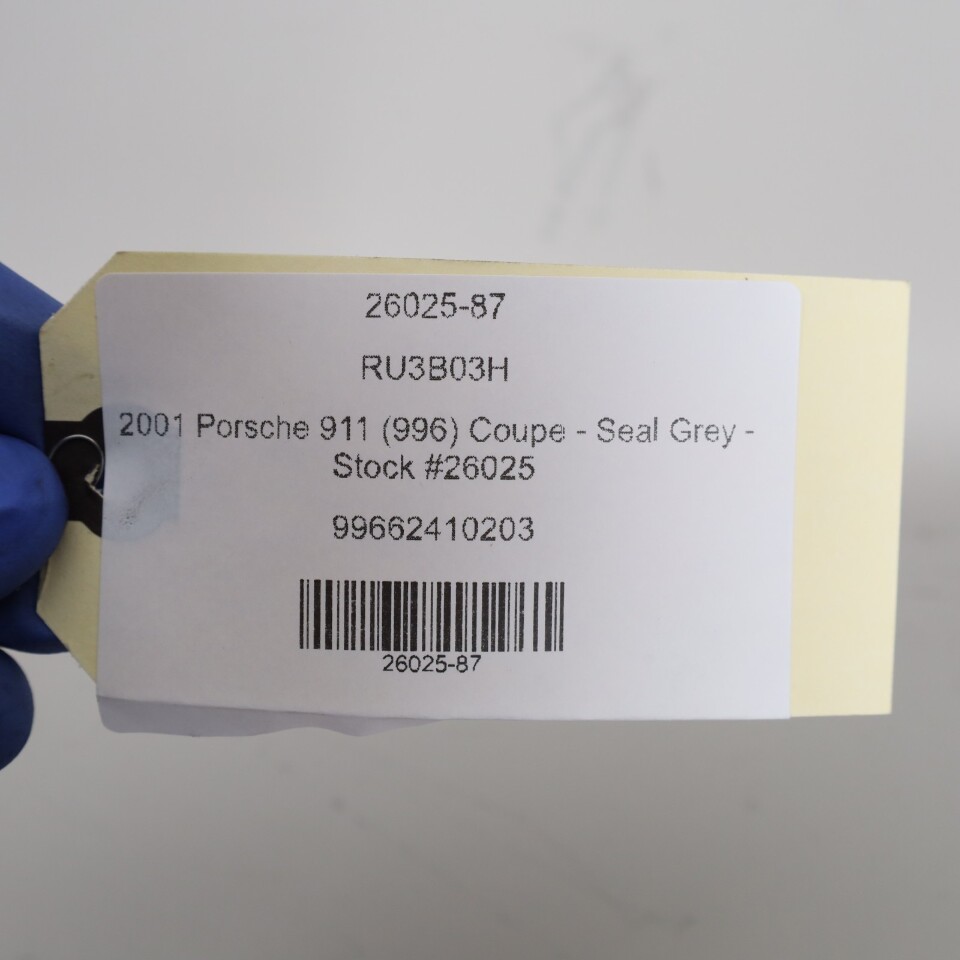 26025-87
RU3B03H
2001 Porsche 911 (996) Coupe - Seal Grey -
Stock #26025
99662410203
26025-87